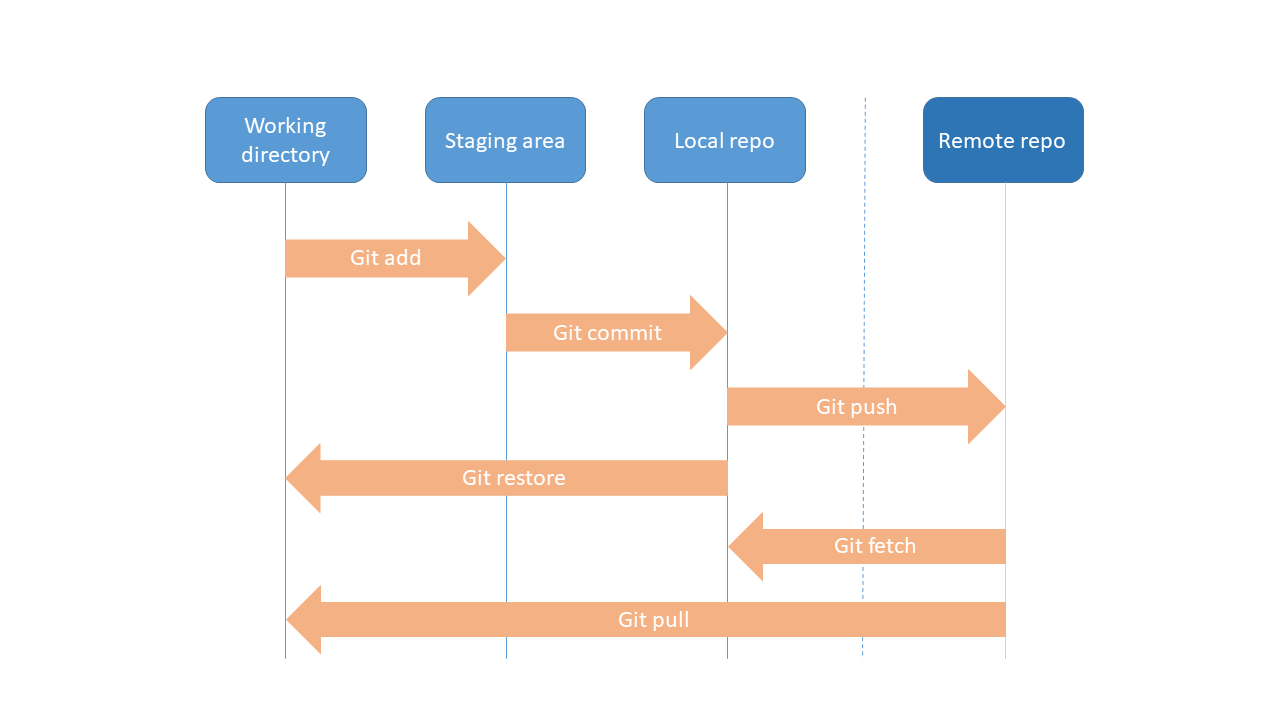 Working
directory
Staging area
Local repo
Remote repo
Git add
Git commit
Git push
Git restore
Git fetch
Git pull